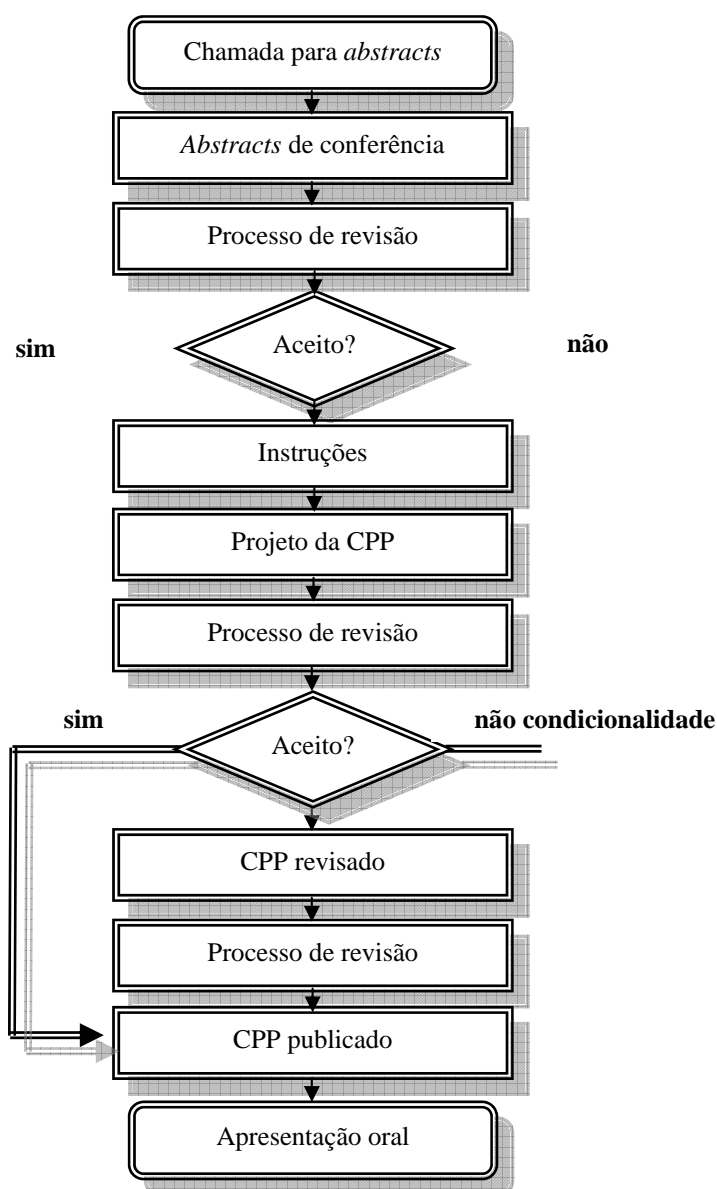 Chamada para abstracts
Abstracts de conferência
Processo de revisão
sim
Aceito?
não
Instruções
Projeto da CPP
Processo de revisão
sim
Aceito?
não condicionalidade
CPP revisado
Processo de revisão
CPP publicado
Apresentação oral